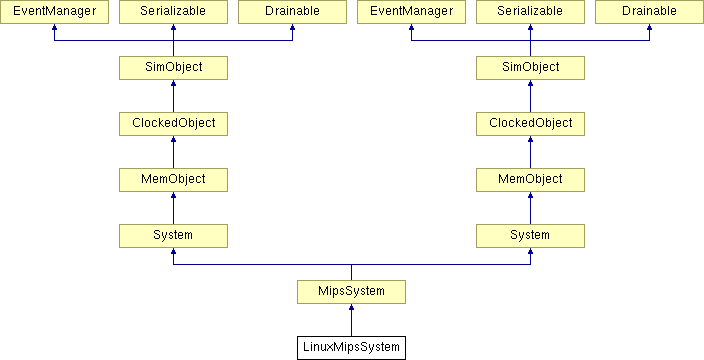 EventManager Serializable Drainable EventManager Serializable Drainable
SimObject SimObject
ClockedObject ClockedObject
MemObject MemObject
System System
MipsSystem
LinuxMipsSystem